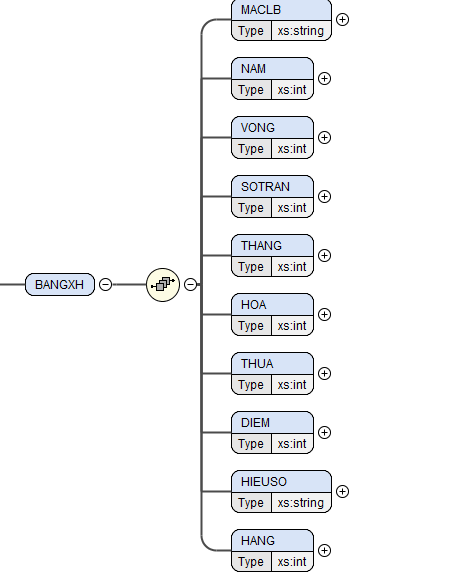 MACLB
Type xs:string
NAM
Type xs:int
VONG
Type xs:int
SOTRAN
Type xs:int
THANG
Type xs:int
BANGXH
HOA
Type xs:int
THUA
Type xs:int
DIEM
Type xs:int
HIEUSO
Type xs:string
HANG
Type xs:int